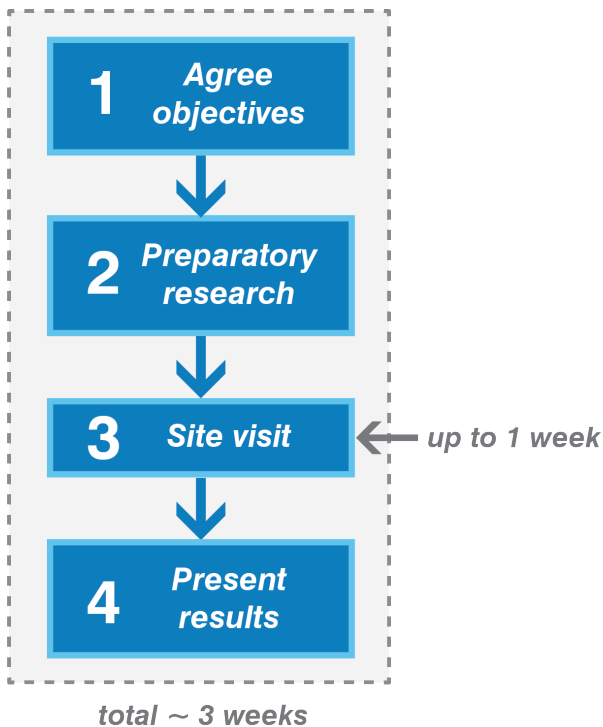 1 Agree
objectives
2 Preparatory
research
3 Site visit
up to 1 week
4 Present
results
total ~ 3 weeks